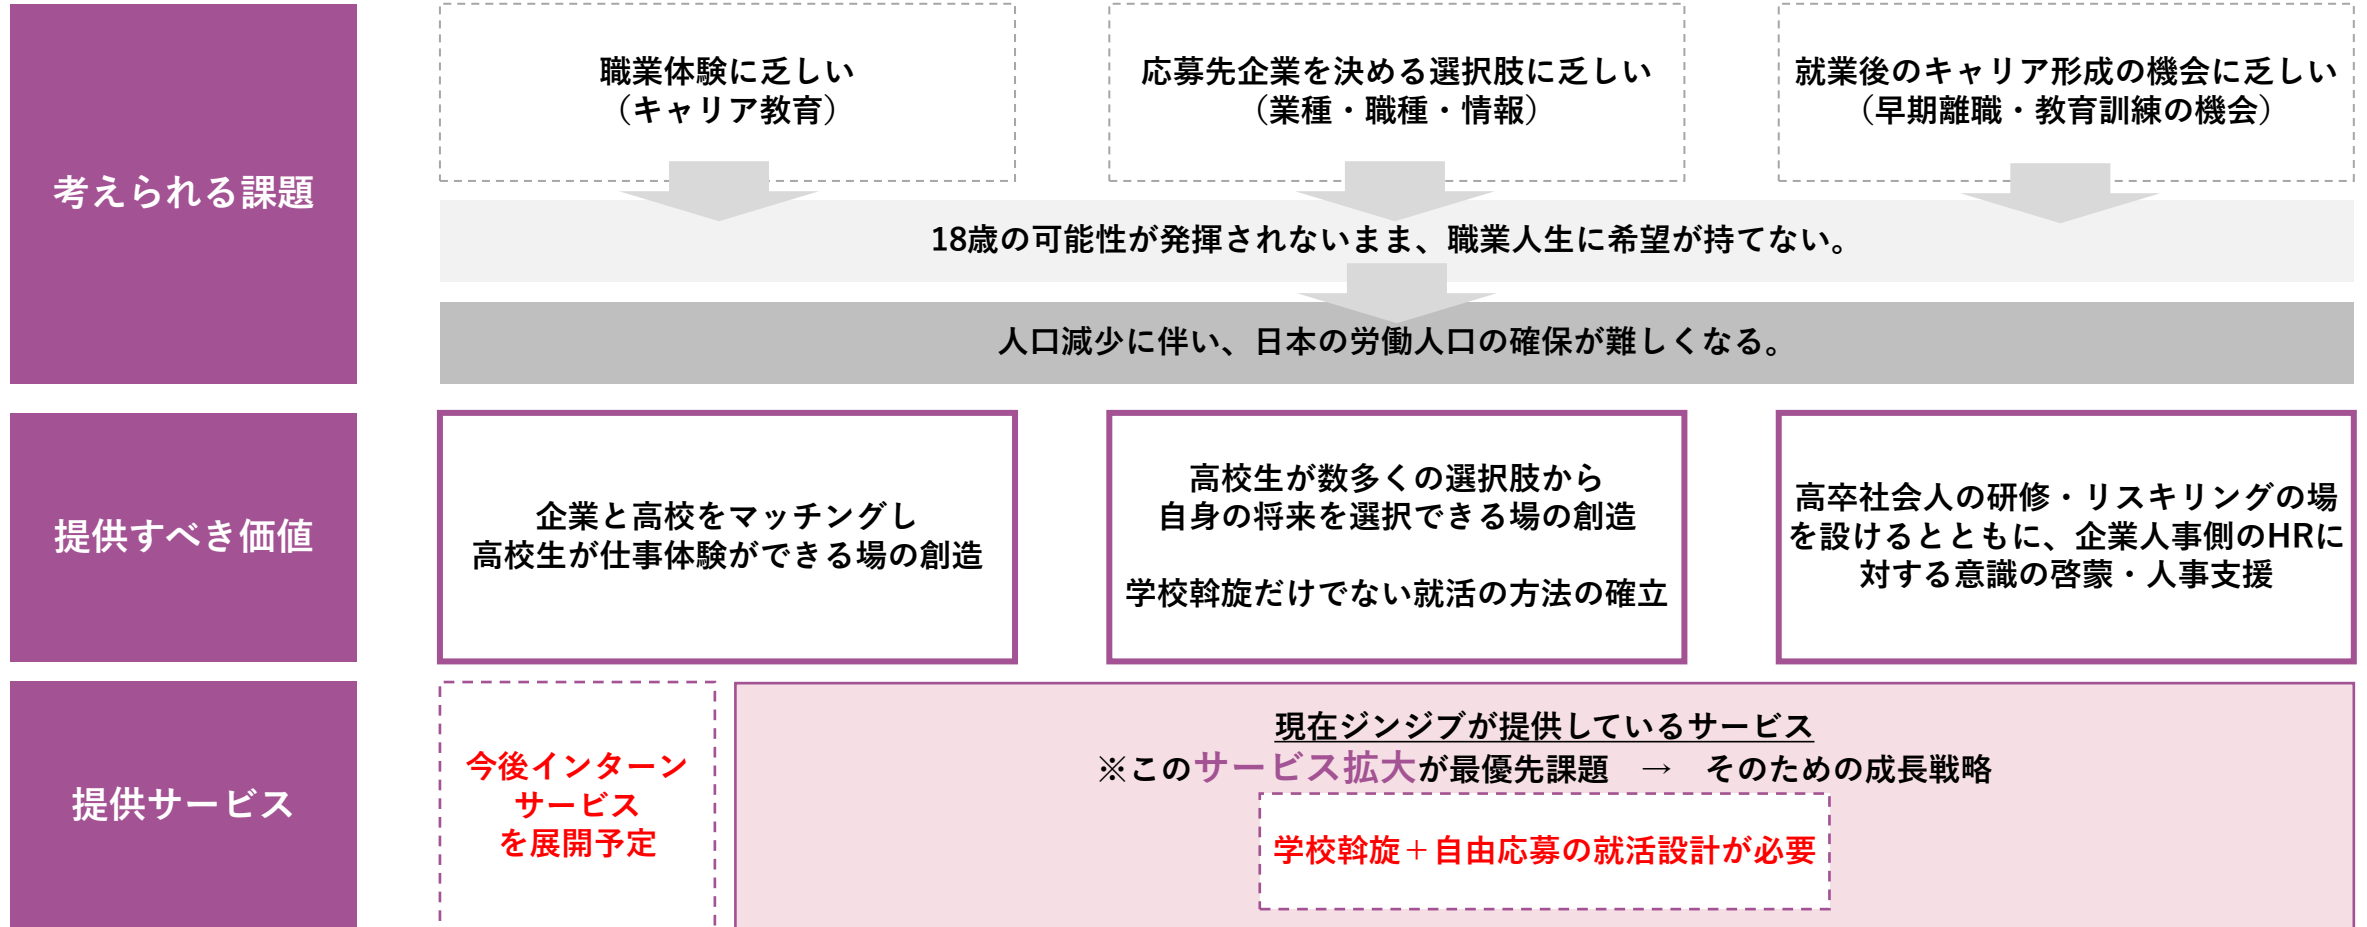 考えられる課題
職業体験に乏しい
（キャリア教育）
応募先企業を決める選択肢に乏しい
（業種・職種・情報）
就業後のキャリア形成の機会に乏しい
（早期離職・教育訓練の機会）
18歳の可能性が発揮されないまま、職業人生に希望が持てない。
人口減少に伴い、日本の労働人口の確保が難しくなる。
提供すべき価値
企業と高校をマッチングし
高校生が仕事体験ができる場の創造
高校生が数多くの選択肢から
自身の将来を選択できる場の創造
学校斡旋だけでない就活の方法の確立
高卒社会人の研修・リスキリングの場
を設けるとともに、企業人事側のHRに
対する意識の啓蒙・人事支援
提供サービス
今後インターン
サービス
を展開予定
現在ジンジブが提供しているサービス
※このサービス拡大が最優先課題　→　そのための成長戦略
学校斡旋＋自由応募の就活設計が必要